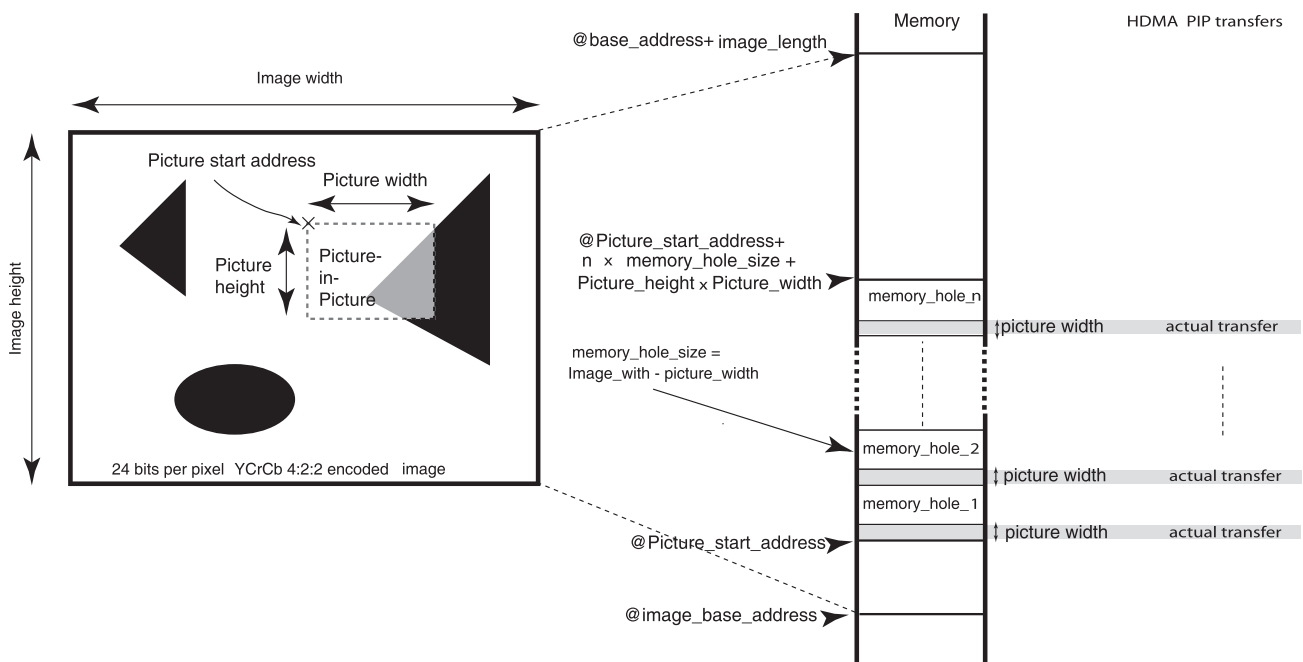 Memory
HDMA PIP transfers
@base_address+ image_length
Image width
Picture start address
Picture width
Image height
Picture
height
Picture-
in-
Picture
@Picture_start_address+
n x memory_hole_size +
Picture_height x Picture_width
memory_hole_n
picture width
actual transfer
memory_hole_size =
Image_with - picture_width
memory_hole_2
picture width
actual transfer
24 bits per pixel YCrCb 4:2:2 encoded image
memory_hole_1
picture width
actual transfer
@Picture_start_address
@image_base_address